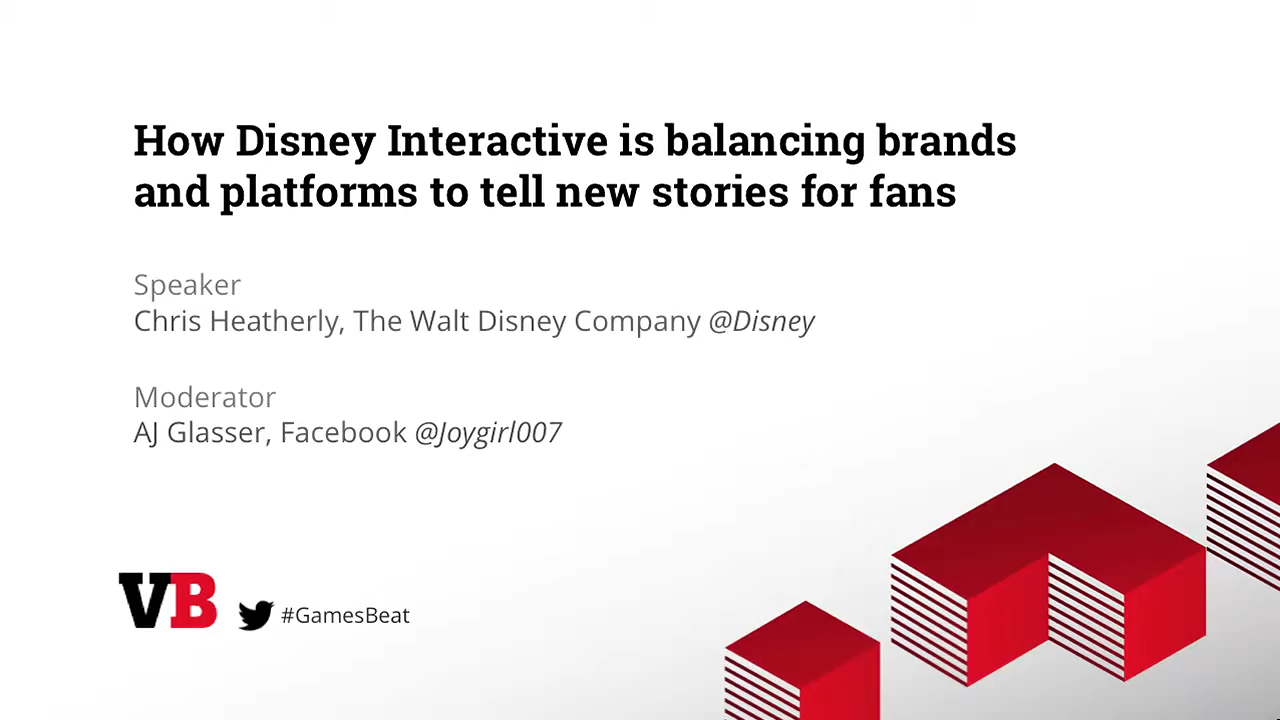 How Disney Interactive is balancing brands
and platforms to tell new stories for fans
Speaker
Chris Heatherly, The Walt Disney Company @Disney
Moderator
AJ Glasser, Facebook @Joygirl007
VB #GamesBeat